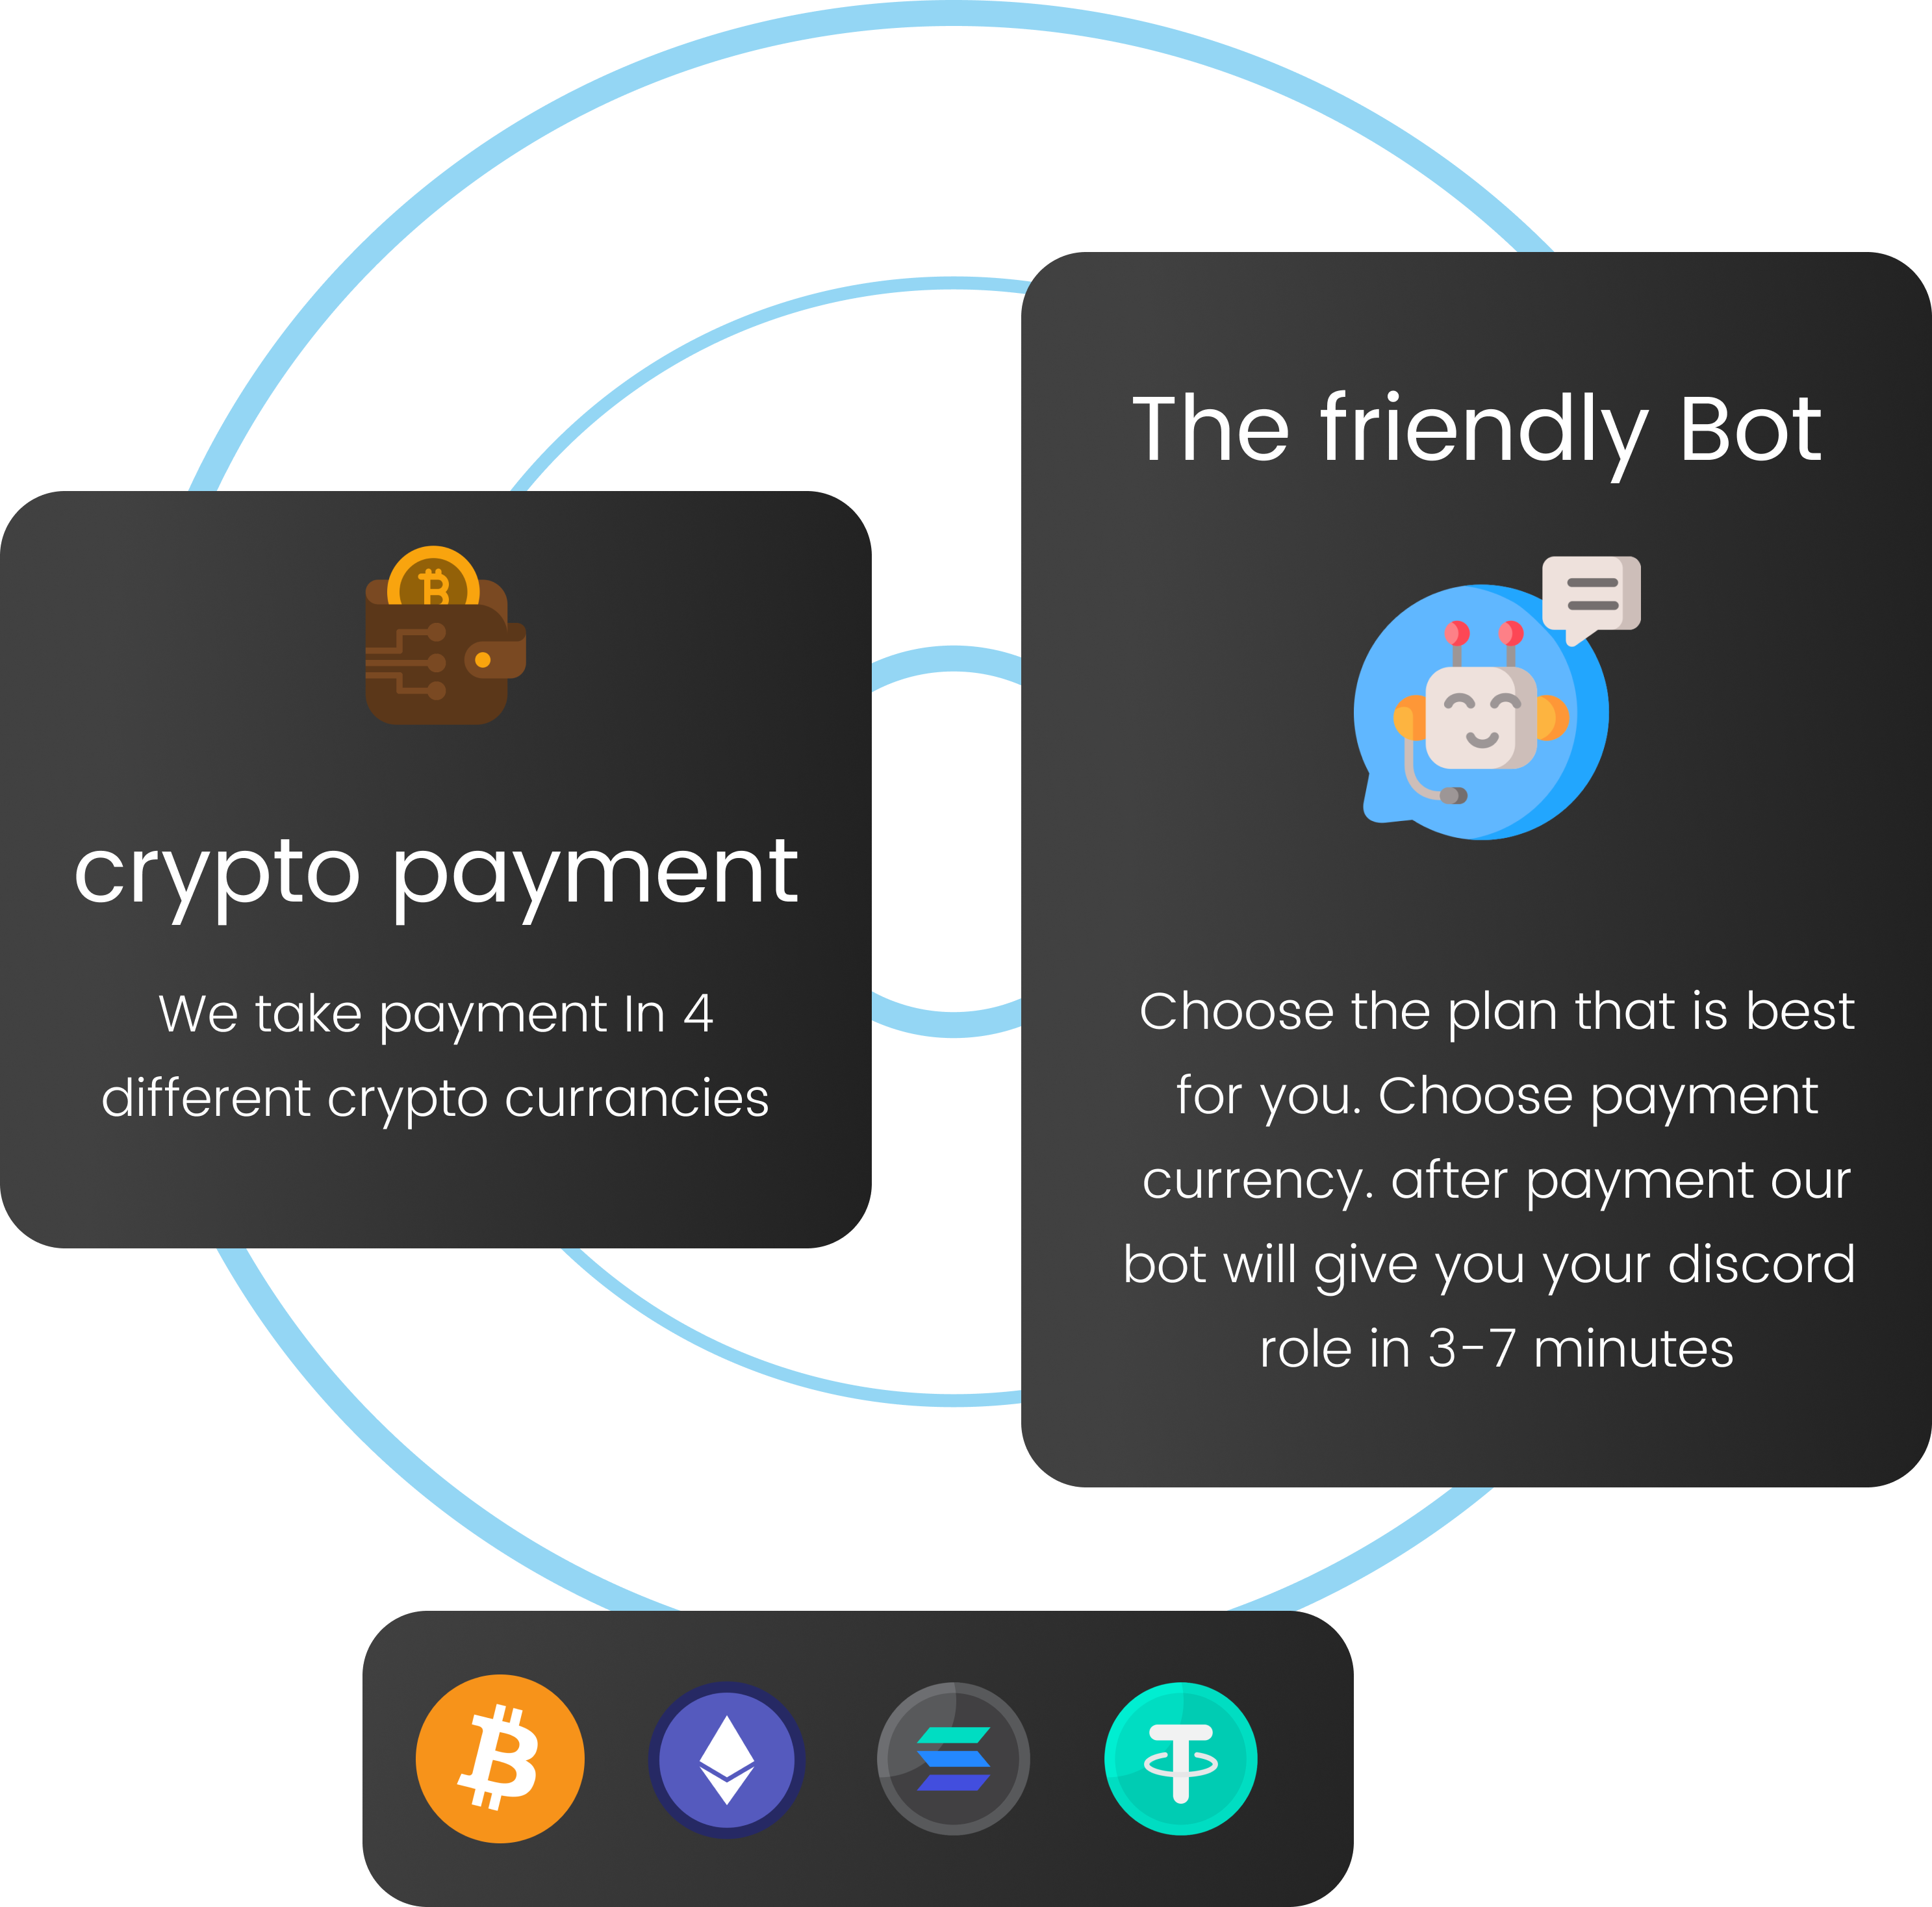 crypto payment
We take payment In 4
different crypto currancies
The friendly Bot
Choose the plan that is best
for you. Choose payment
currency. after payment our
bot will give you your discord
role in 3-7 minutes